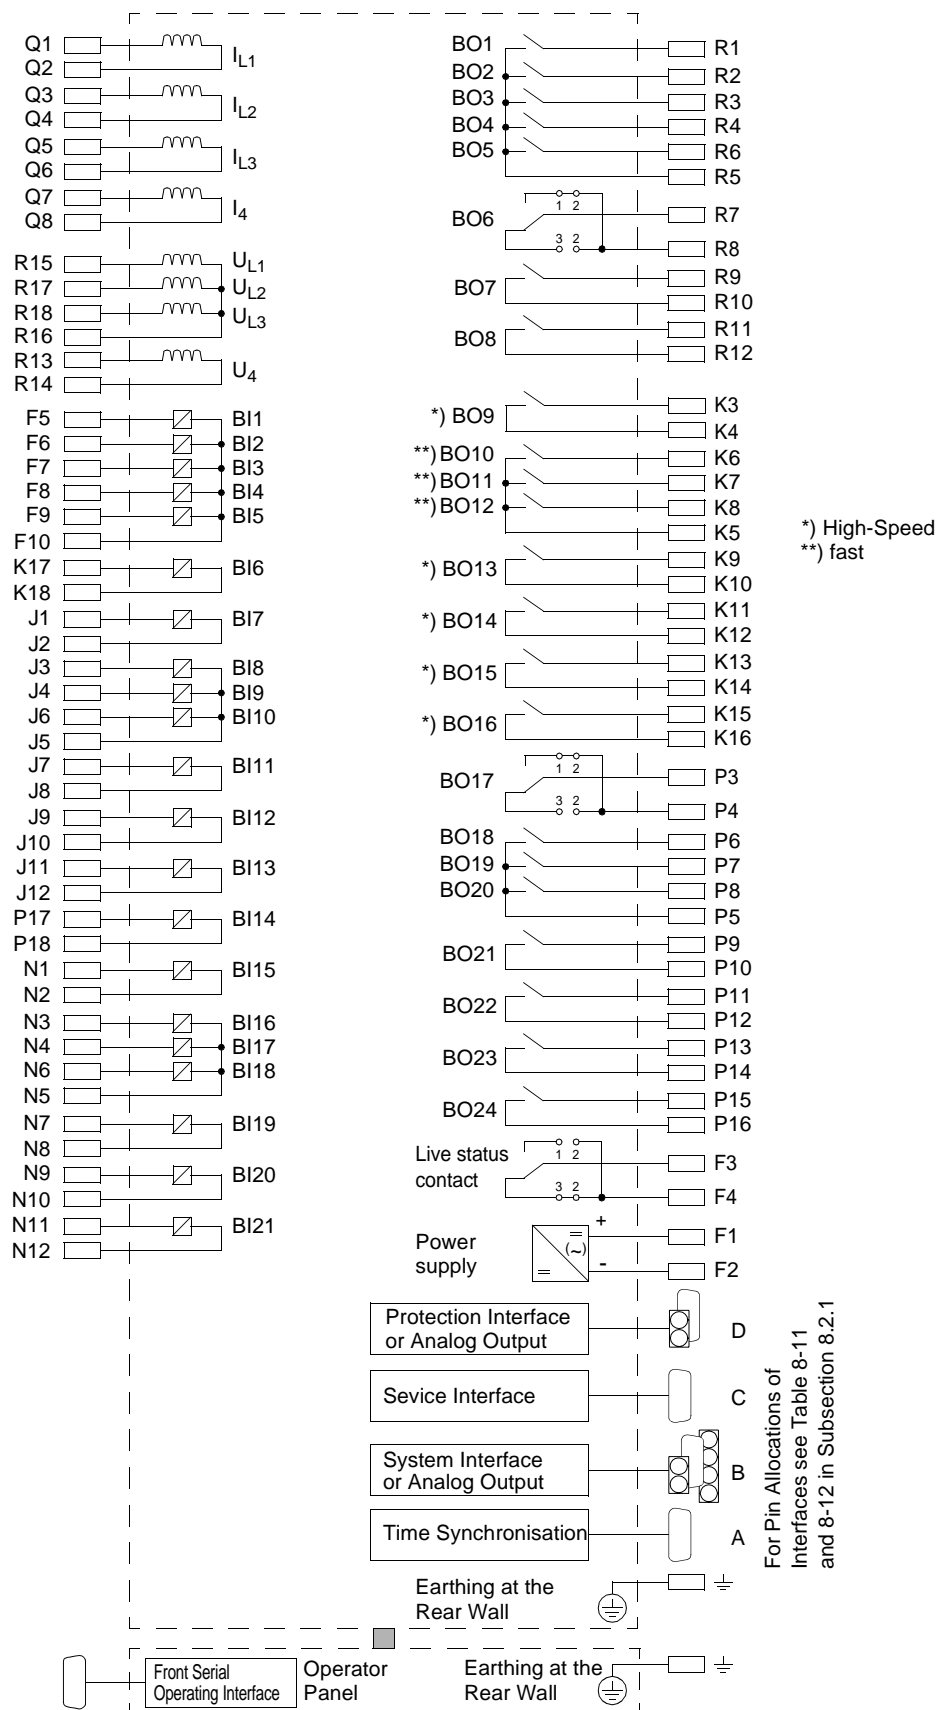 Q1
Q2
I L1
Q3
Q4
I L2
Q5
Q6
I L3
Q7
Q8
I 4
R15
U L1
R17
U L2
R18
U L3
R16
R13
R14
U 4
F5
BI1
F6
BI2
F7
BI3
F8
BI4
F9
BI5
F10
K17
BI6
K18
J1
BI7
J2
J3
BI8
J4
BI9
J6
BI10
J5
J7
BI11
J8
J9
BI12
J10
J11
BI13
J12
P17
BI14
P18
N1
BI15
N2
N3
BI16
N4
BI17
N6
BI18
N5
N7
BI19
N8
N9
BI20
N10
N11
BI21
N12
BO1
R1
BO2
R2
BO3
R3
BO4
R4
BO5
R6
R5
BO6
1 2
3 2
R7
R8
BO7
R9
R10
BO8
R11
R12
*) BO9
K3
K4
**) BO10
K6
**) BO11
K7
**) BO12
K8
K5
*) BO13
K9
K10
*) BO14
K11
K12
*) BO15
K13
K14
*) BO16
K15
K16
*) High-Speed
**) fast
BO17
1 2
3 2
P3
P4
BO18
P6
BO19
P7
BO20
P8
P5
BO21
P9
P10
BO22
P11
P12
BO23
P13
P14
BO24
P15
P16
Live status
contact
1 2
3 2
F3
F4
Power
supply
(~)
+
-
F1
F2
Protection Interface
or Analog Output
D
Sevice Interface
C
System Interface
or Analog Output
B
Time Synchronisation
A
For Pin Allocations of
Interfaces see Table 8-11
and 8-12 in Subsection 8.2.1
Earthing at the
Rear Wall
Front Serial
Operating Interface
Operator
Panel
Earthing at the
Rear Wall